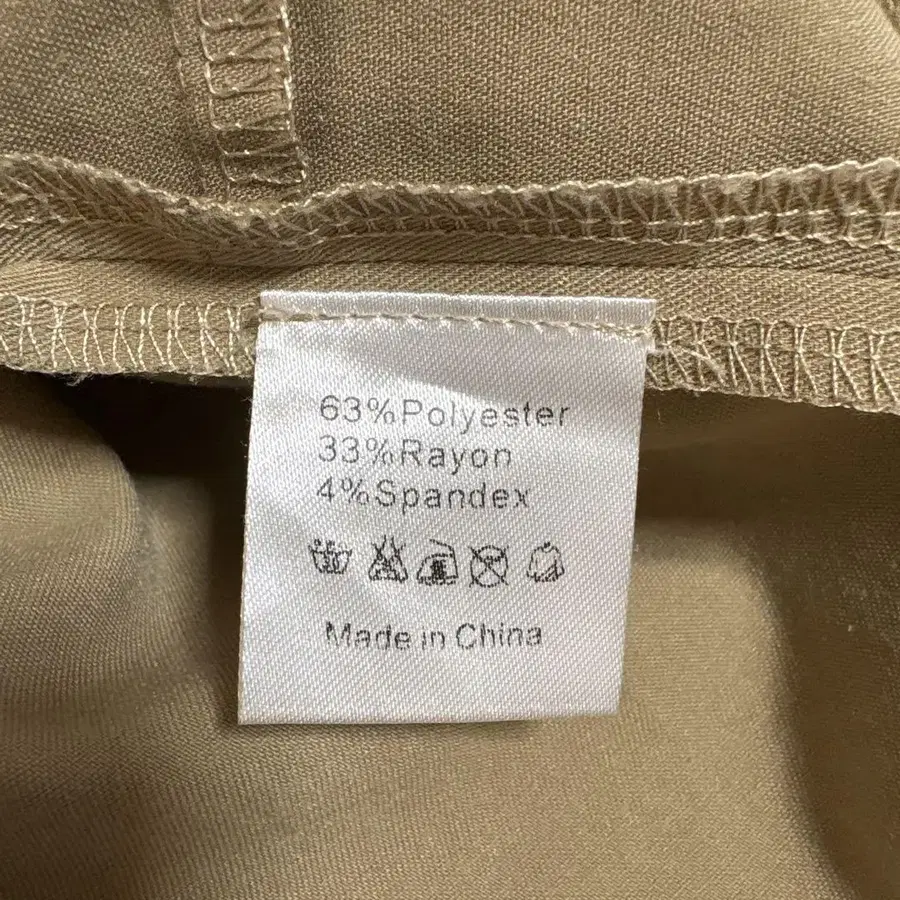 63%Polyester
33%Rayon
4%Spandex
Made in China